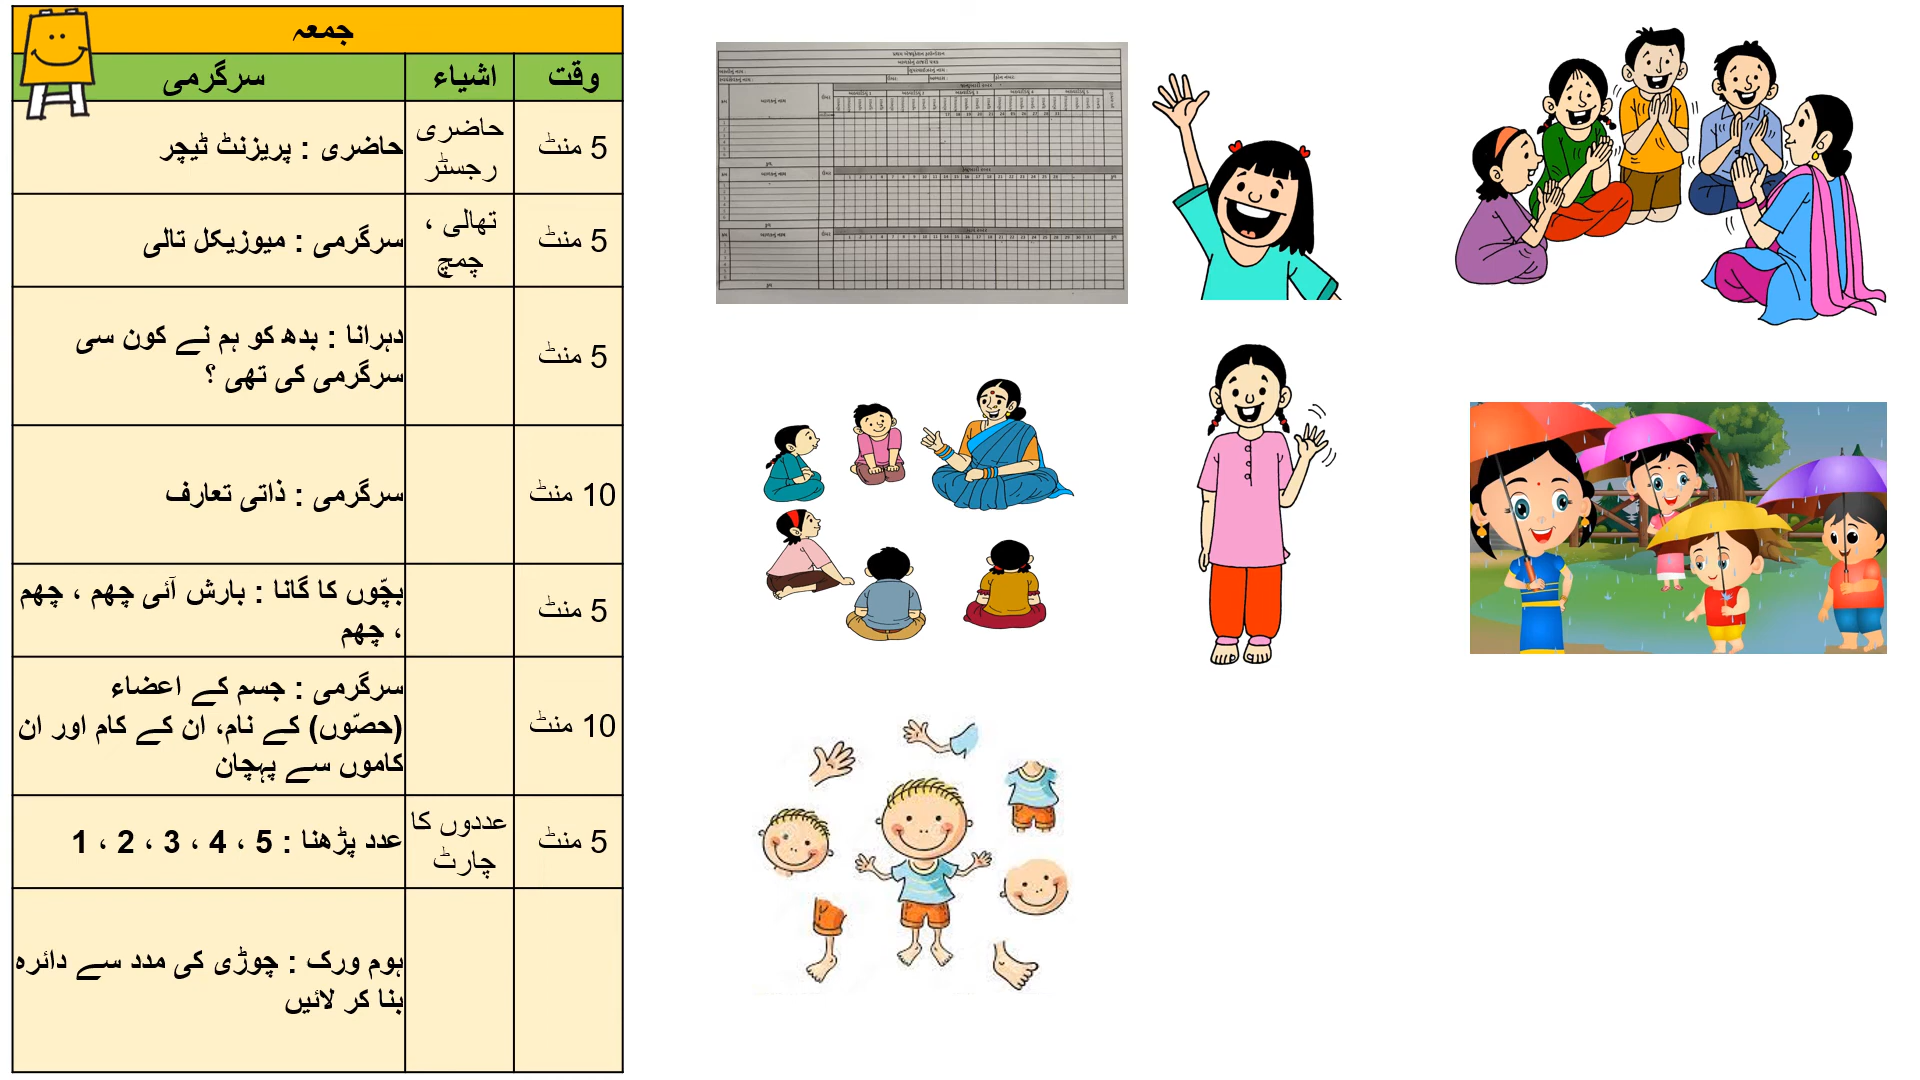 جمعہ
وقت اشیاء سرگرمی
5 منٹ
حاضری
رجسٹر
حاضری : پریزنٹ ٹیچر
5 منٹ
تھالی ،
چمچ
سرگرمی : میوزیکل تالی
5 منٹ
دہرانا : بدھ کو ہم نے کون سی
سرگرمی کی تھی ؟
10 منٹ
سرگرمی : ذاتی تعارف
5 منٹ
بچّوں کا گانا : بارش آئی چھم ، چھم
، چھم
10 منٹ
سرگرمی : جسم کے اعضاء
(حصّوں) کے نام، ان کے کام اور ان
کاموں سے پہچان
5 منٹ
عددوں کا
چارٹ
عدد پڑھنا : 5 ، 4 ، 3 ، 2 ، 1
ہوم ورک : چوڑی کی مدد سے دائرہ
بنا کر لائیں